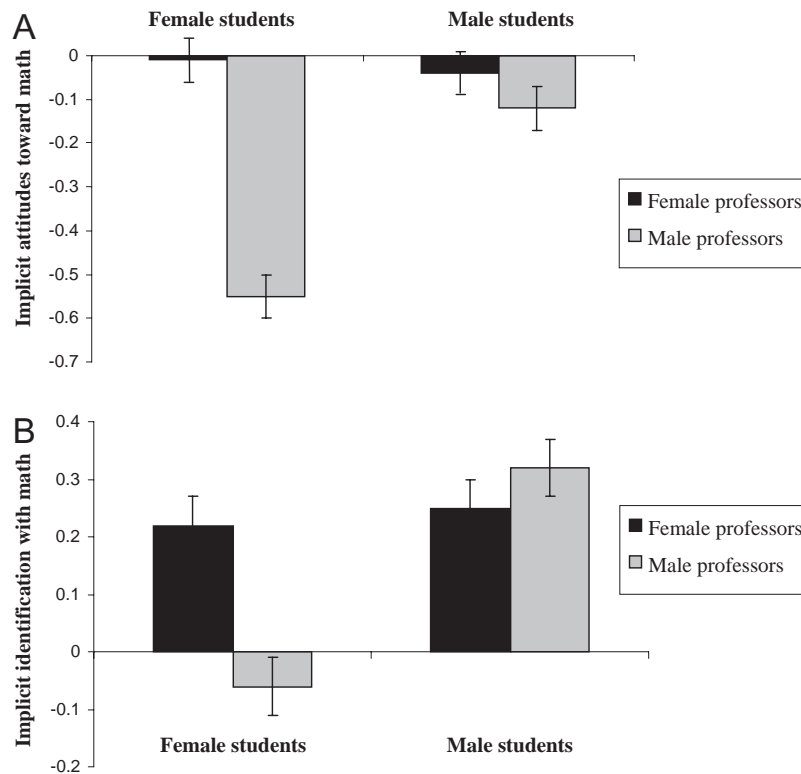 A
Female students
Male students
Implicit attitudes toward math
0
-0.1
-0.2
-0.3
-0.4
-0.5
-0.6
-0.7
Female professors
Male professors
B
Implicit identification with math
0.4
0.3
0.2
0.1
0
-0.1
-0.2
Female professors
Male professors
Female students
Male students